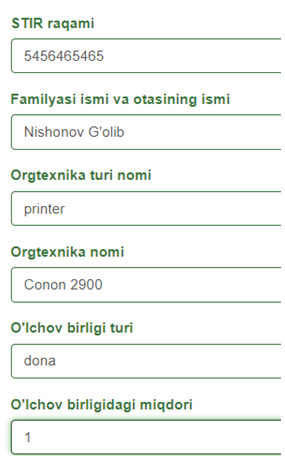 STIR raqami
5456465465
Familyasi ismi va otasining ismi
Nishonov G'olib
Orgtexnika turi nomi
printer
Orgtexnika nomi
Conon 2900
O'lchov birligi turi
dona
O'lchov birligidagi miqdori
1